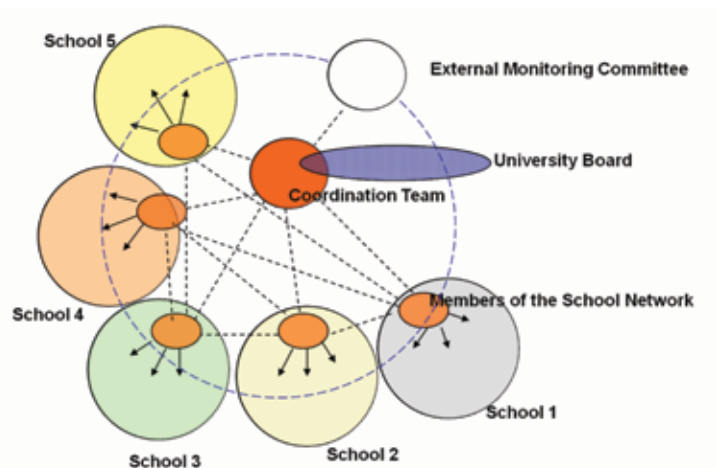 School 5
External Monitoring Committee
University Board
Coordination Team
Members of the School Network
School 4
School 1
School 2
School 3